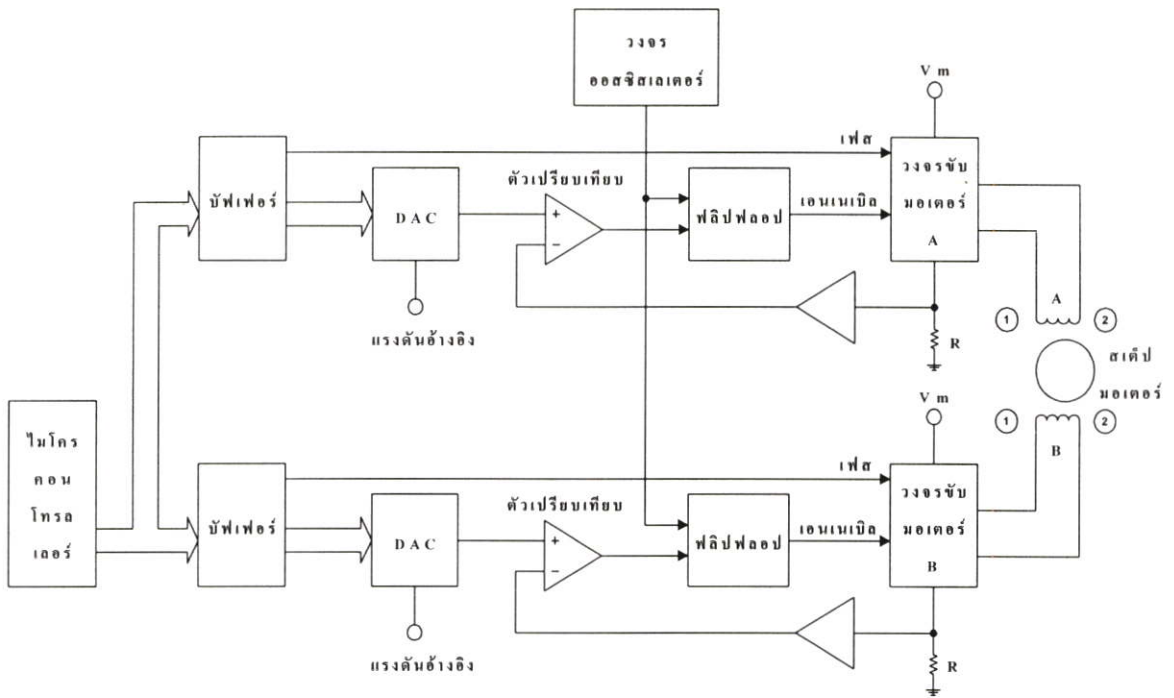 วงจร
ออสซิสเลเตอร์
V m
เฟส
บัฟเฟอร์
DAC
ตัวเปรียบเทียบ
+
−
ฟลิปฟลอป
เอนเนเบิล
วงจรขับ
มอเตอร์
A
แรงดันอ้างอิง
R
A
1
2
สเต็ป
มอเตอร์
V m
1
2
B
ไมโคร
คอน
โทรล
เลอร์
เฟส
บัฟเฟอร์
DAC
ตัวเปรียบเทียบ
+
−
ฟลิปฟลอป
เอนเนเบิล
วงจรขับ
มอเตอร์
B
แรงดันอ้างอิง
R